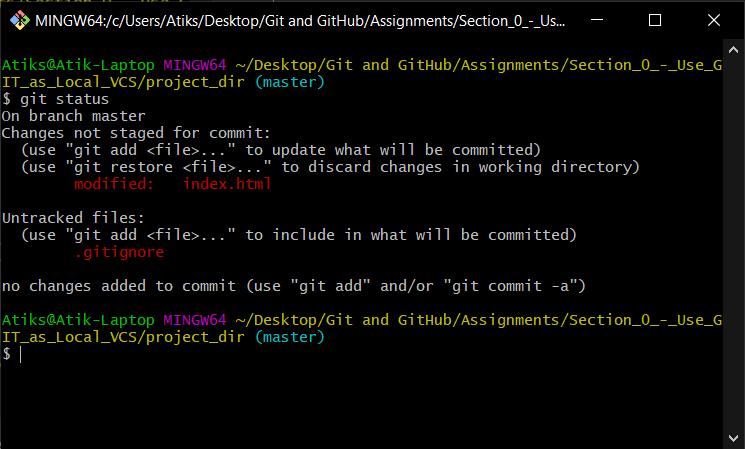 MINGW64:/c/Users/Atiks/Desktop/Git and GitHub/Assignments/Section_0_-_Us...
Atiks@Atik-Laptop MINGW64 ~/Desktop/Git and GitHub/Assignments/Section_0_-_Use_G
IT_as_Local_VCS/project_dir (master)
$ git status
On branch master
Changes not staged for commit:
  (use "git add <file>..." to update what will be committed)
  (use "git restore <file>..." to discard changes in working directory)
        modified:   index.html
Untracked files:
  (use "git add <file>..." to include in what will be committed)
        .gitignore
no changes added to commit (use "git add" and/or "git commit -a")
Atiks@Atik-Laptop MINGW64 ~/Desktop/Git and GitHub/Assignments/Section_0_-_Use_G
IT_as_Local_VCS/project_dir (master)
$